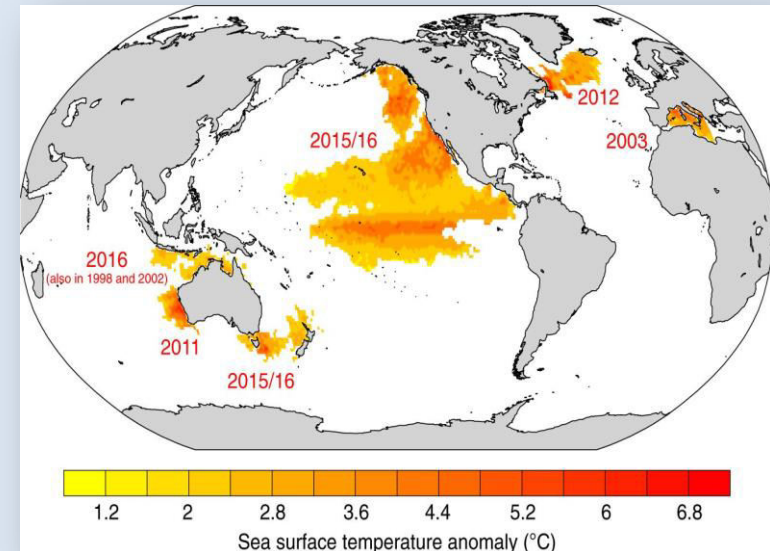 2012
2015/16
2003
2016
(also in 1998 and 2002)
2011
2015/16
1.2 2 2.8 3.6 4.4 5.2 6 6.8
Sea surface temperature anomaly (°C)